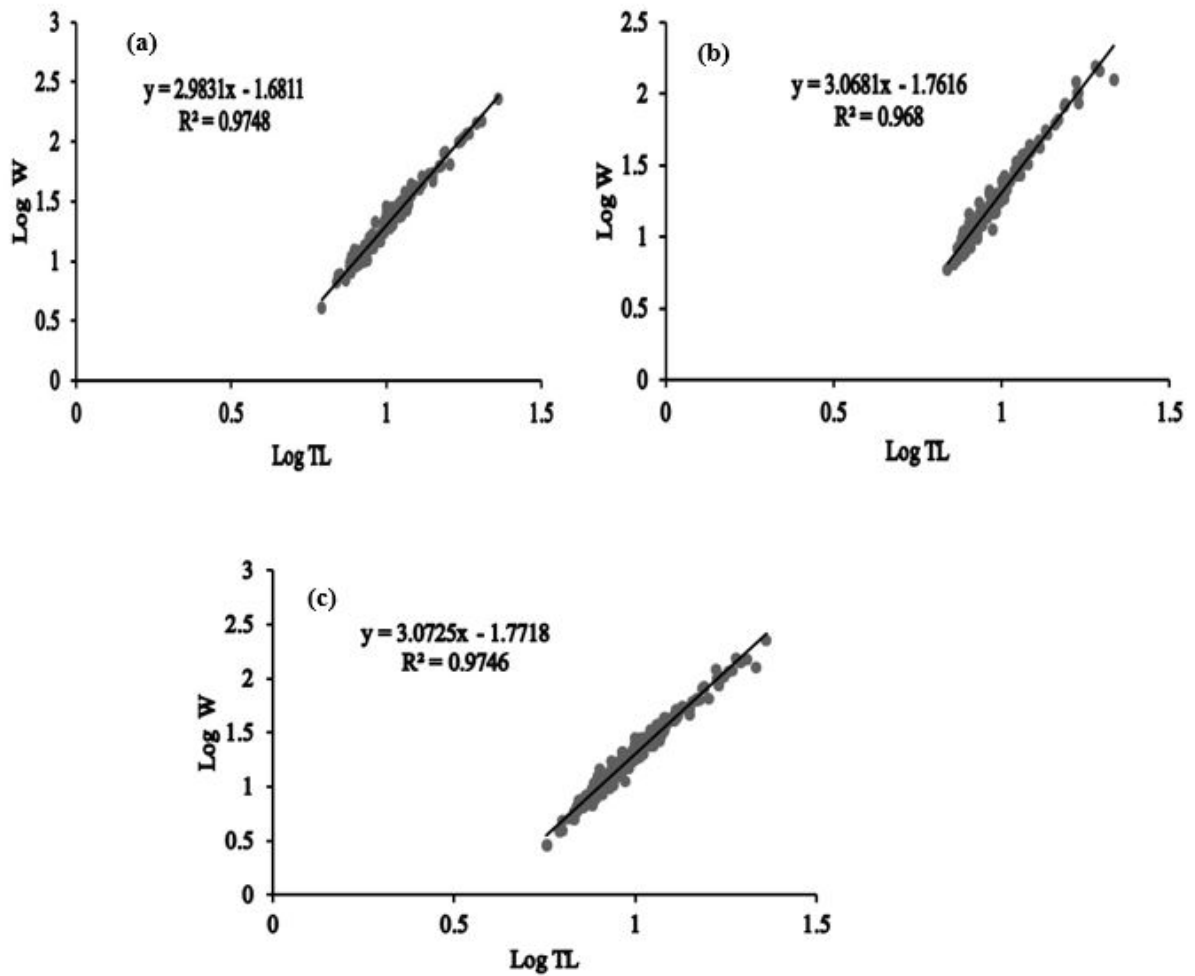 (a)
y = 2.9831x - 1.6811
R² = 0.9748
3
2.5
2
1.5
1
0.5
0
Log W
0 0.5 1 1.5
Log TL
(b)
y = 3.0681x - 1.7616
R² = 0.968
2.5
2
1.5
1
0.5
0
Log W
0 0.5 1 1.5
Log TL
(c)
y = 3.0725x - 1.7718
R² = 0.9746
3
2.5
2
1.5
1
0.5
0
Log W
0 0.5 1 1.5
Log TL